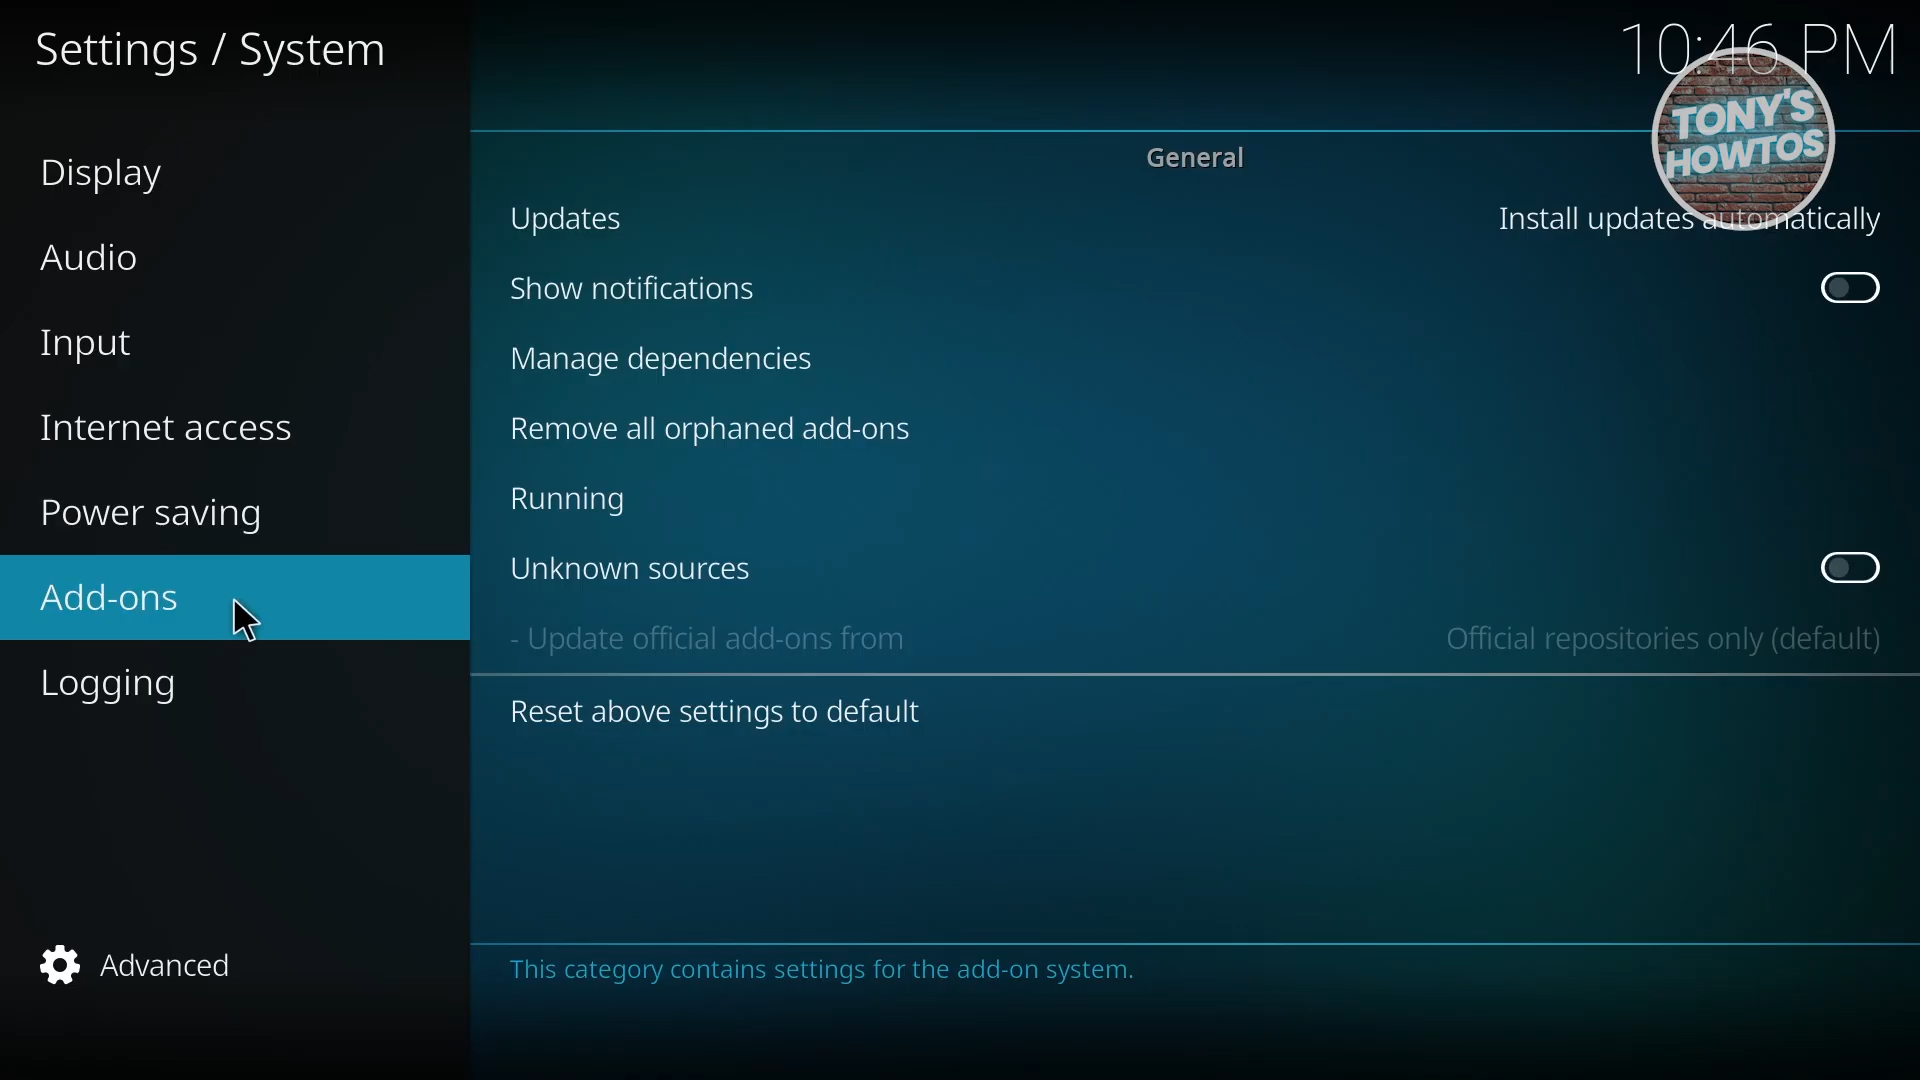 Settings / System
10:46 PM
TONY'S
HOWTOS
Display
Audio
Input
Internet access
Power saving
Add-ons
Logging
Advanced
General
Updates Install updates automatically
Show notifications
Manage dependencies
Remove all orphaned add-ons
Running
Unknown sources
- Update official add-ons from Official repositories only (default)
Reset above settings to default
This category contains settings for the add-on system.